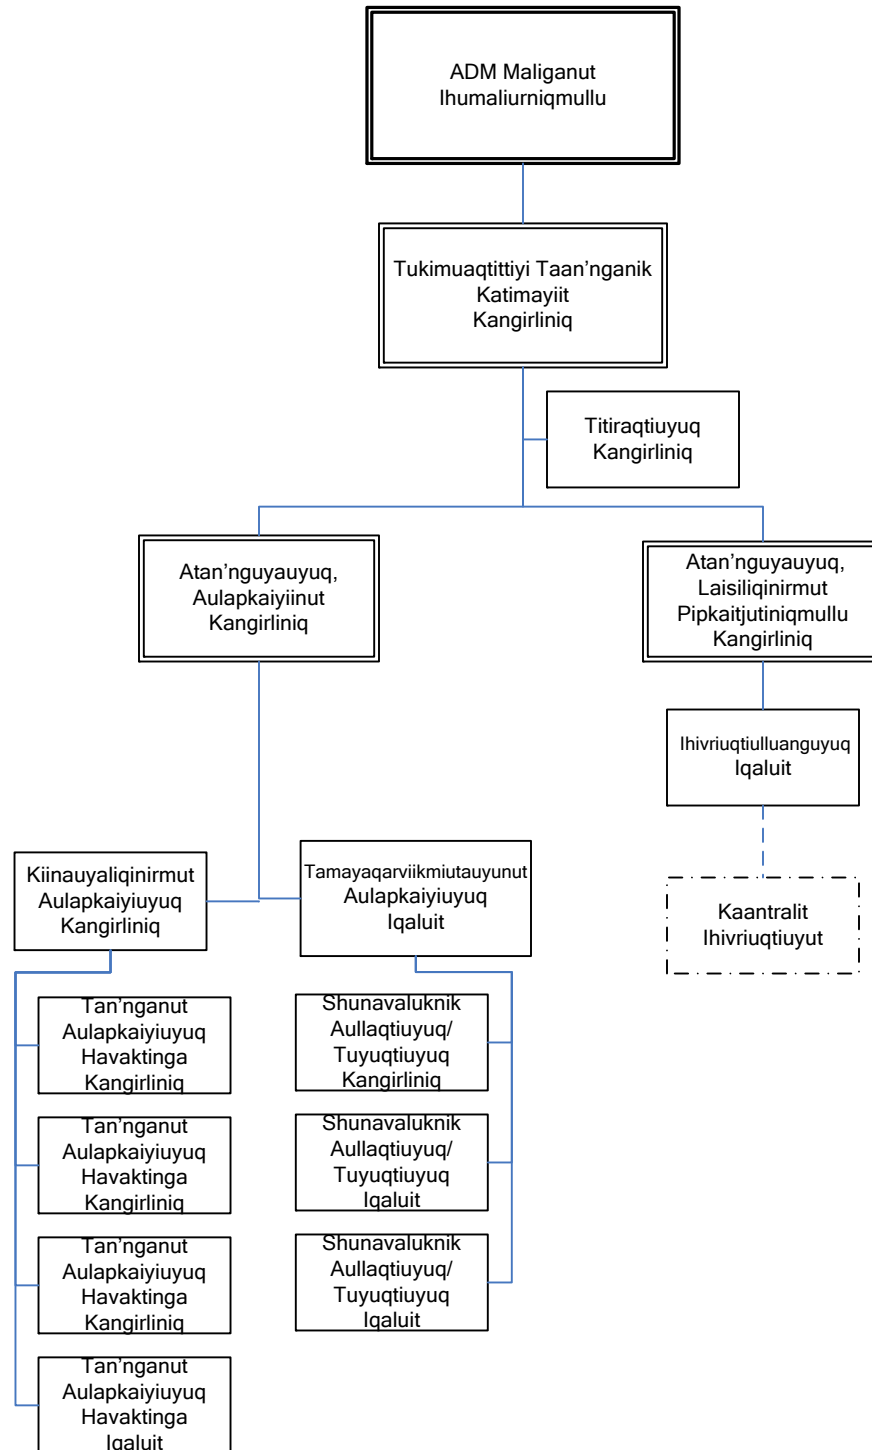 ADM Maliganut
Ihumaliurniqmullu
Tukimuaqtittiyi Taan’nganik
Katimayiit
Kangirliniq
Titiraqtiuyuq
Kangirliniq
Atan’nguyauyuq,
Aulapkaiyiinut
Kangirliniq
Atan’nguyauyuq,
Laisiliqinirmut
Pipkaitjutiniqmullu
Kangirliniq
Ihivriuqtiulluanguyuq
Iqaluit
Kaantralit
Ihivriuqtiuyut
Kiinauyaliqinirmut
Aulapkaiyiuyuq
Kangirliniq
Tamayaqarviikmiutauyunut
Aulapkaiyiuyuq
Iqaluit
Tan’nganut
Aulapkaiyiuyuq
Havaktinga
Kangirliniq
Tan’nganut
Aulapkaiyiuyuq
Havaktinga
Kangirliniq
Tan’nganut
Aulapkaiyiuyuq
Havaktinga
Kangirliniq
Tan’nganut
Aulapkaiyiuyuq
Havaktinga
Iqaluit
Shunavaluknik
Aullaqtiuyuq/
Tuyuqtiuyuq
Kangirliniq
Shunavaluknik
Aullaqtiuyuq/
Tuyuqtiuyuq
Iqaluit
Shunavaluknik
Aullaqtiuyuq/
Tuyuqtiuyuq
Iqaluit